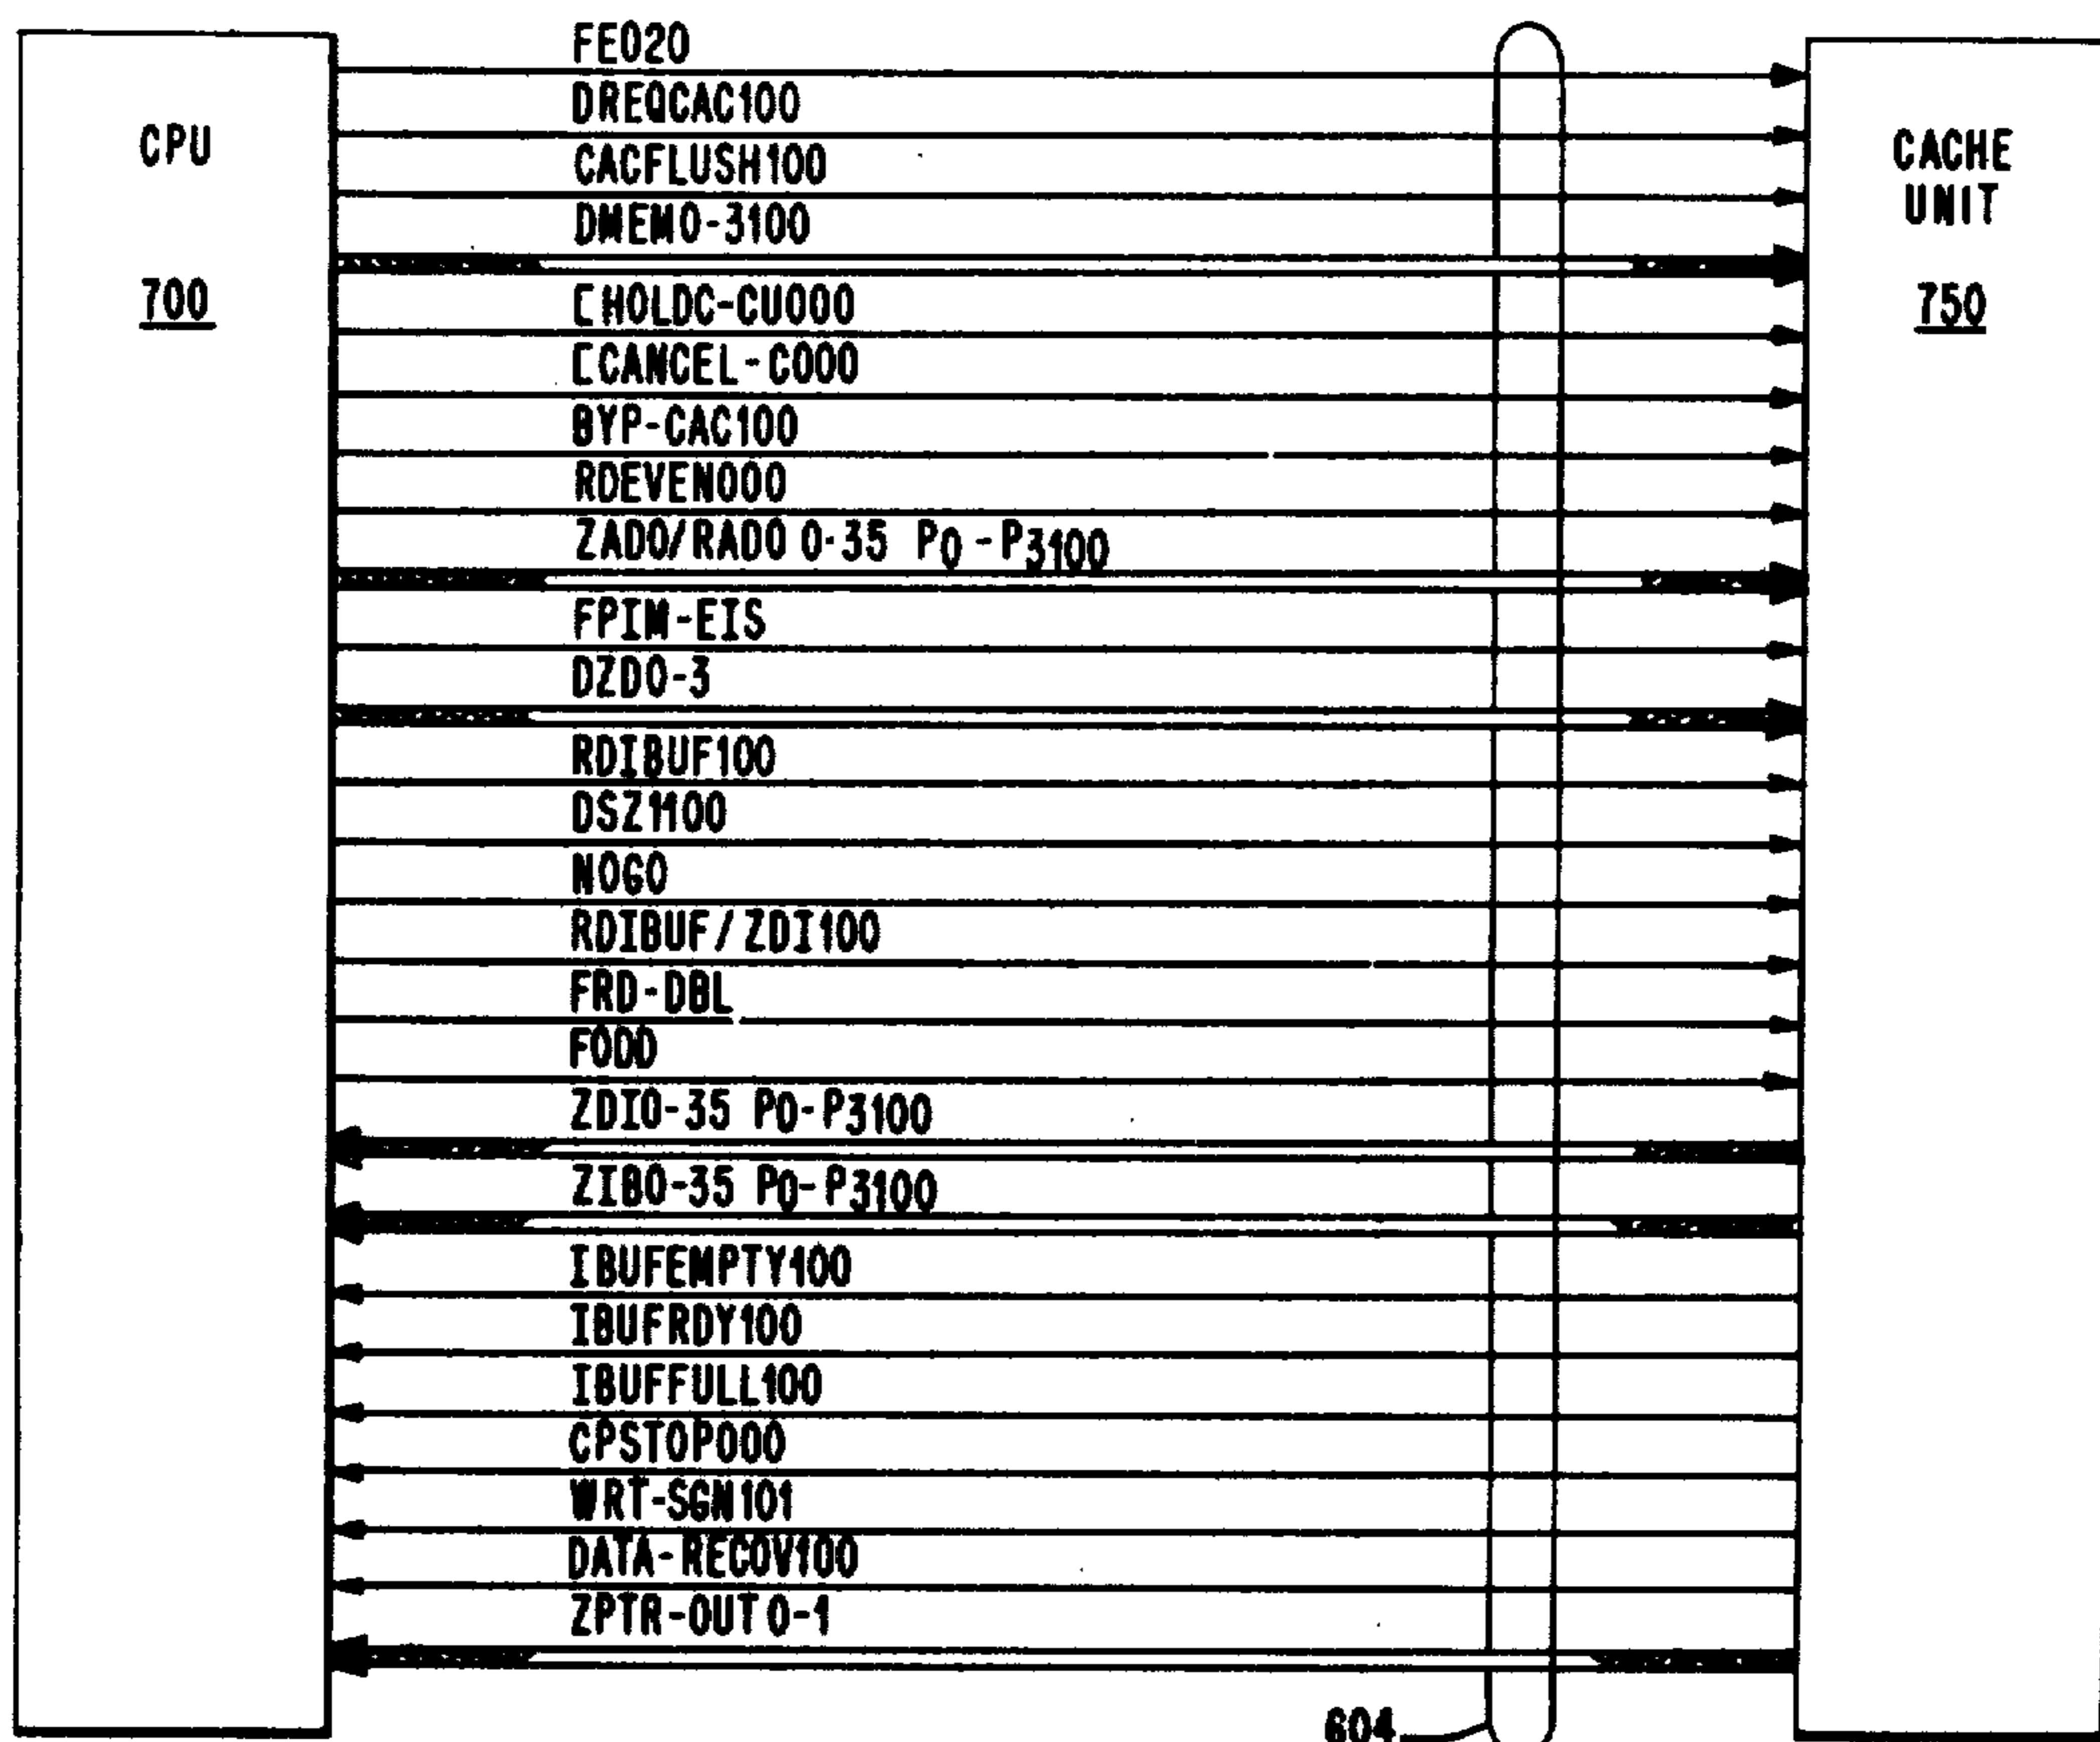 CPU
700
FE020
DREQCAC100
CACFLUSH100
DMEM0-3100
[HOLDC-CU000
[CANCEL-C000
BYP-CAC100
RDEVEN000
ZADO/RADO 0-35 P0-P3100
FPIM-EIS
DZD0-3
RDIBUF100
DSZ1100
NOGO
RDIBUF/ZDI100
FRD-DBL
FODD
ZDI0-35 P0-P3100
ZIB0-35 P0-P3100
IBUFEMPTY100
IBUFRDY100
IBUFFULL100
CPSTOP000
WRT-SGN101
DATA-RECOV100
ZPTR-OUT 0-1
604
CACHE
UNIT
750